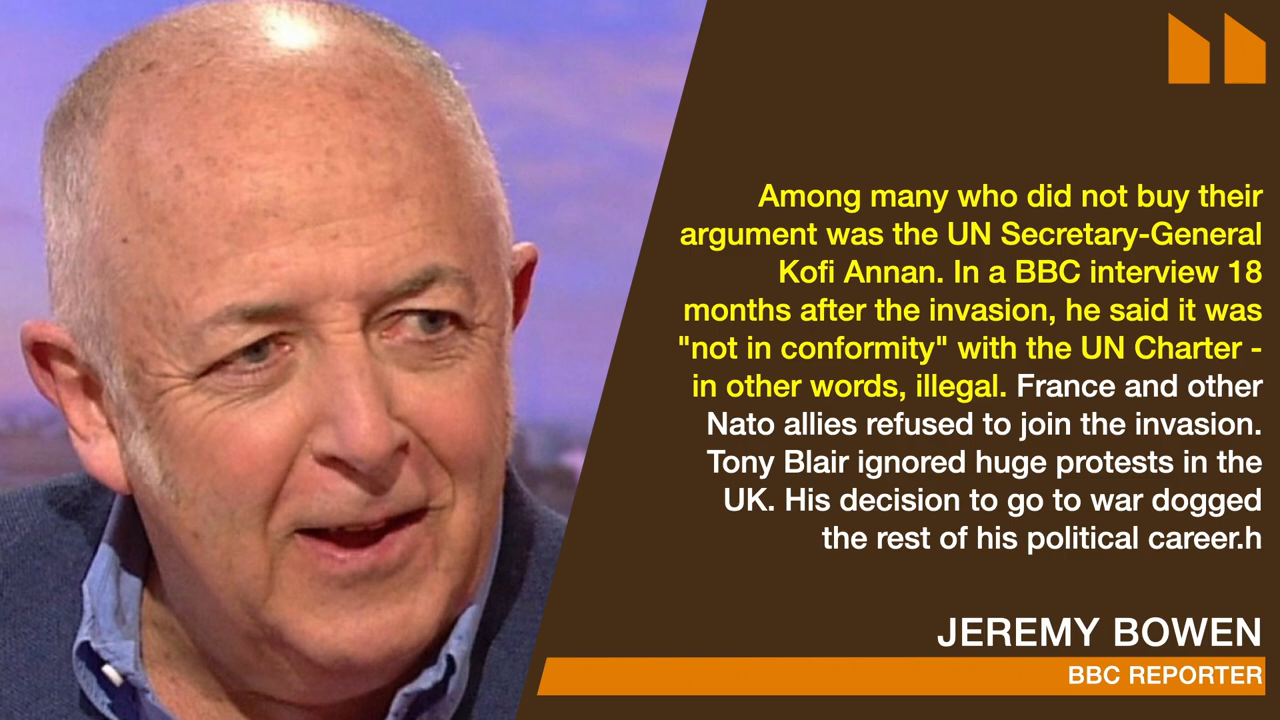 Among many who did not buy their
argument was the UN Secretary-General
Kofi Annan. In a BBC interview 18
months after the invasion, he said it was
"not in conformity" with the UN Charter -
in other words, illegal. France and other
Nato allies refused to join the invasion.
Tony Blair ignored huge protests in the
UK. His decision to go to war dogged
the rest of his political career.h
JEREMY BOWEN
BBC REPORTER